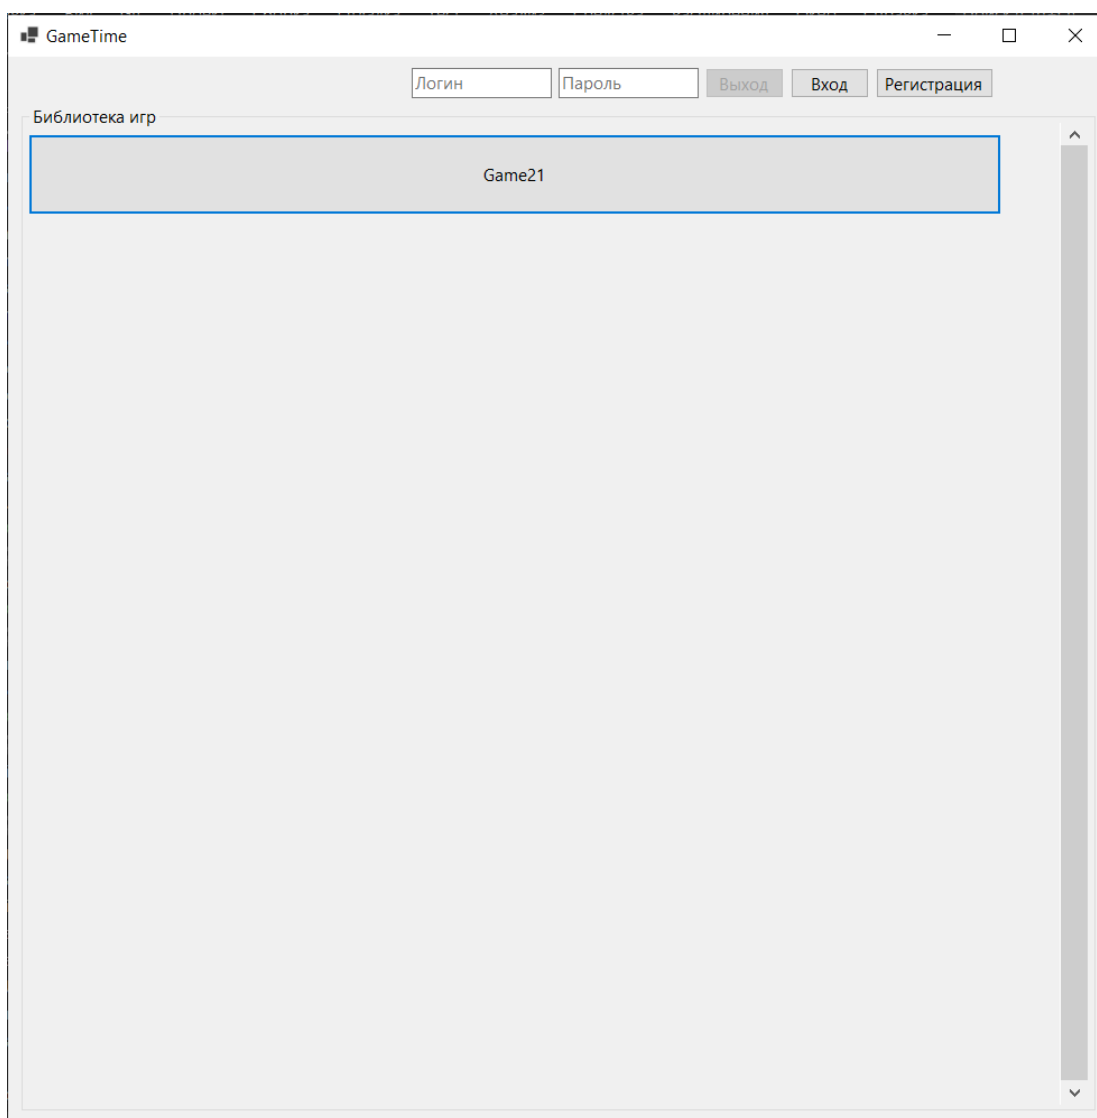 GameTime
Логин Пароль Выход Вход Регистрация
Библиотека игр
Game21